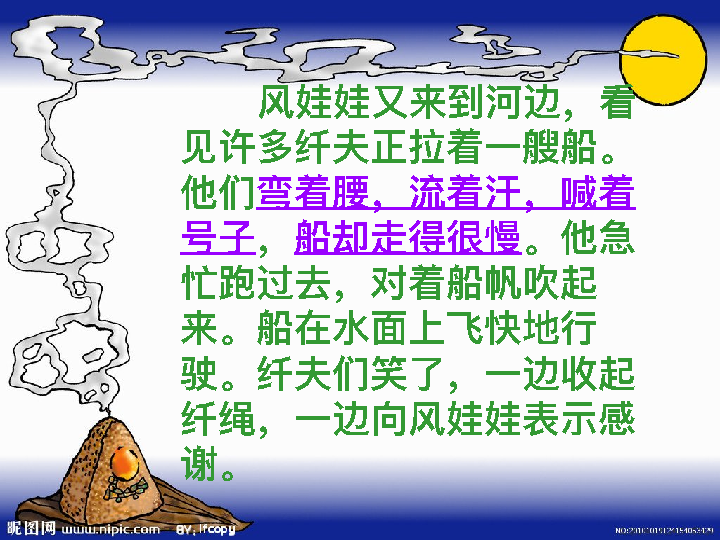 风娃娃又来到河边，看
见许多纤夫正拉着一艘船。
他们弯着腰，流着汗，喊着
号子，船却走得很慢。他急
忙跑过去，对着船帆吹起
来。船在水面上飞快地行
驶。纤夫们笑了，一边收起
纤绳，一边向风娃娃表示感
谢。
昵图网 www.nipic.com BY:lfcopy